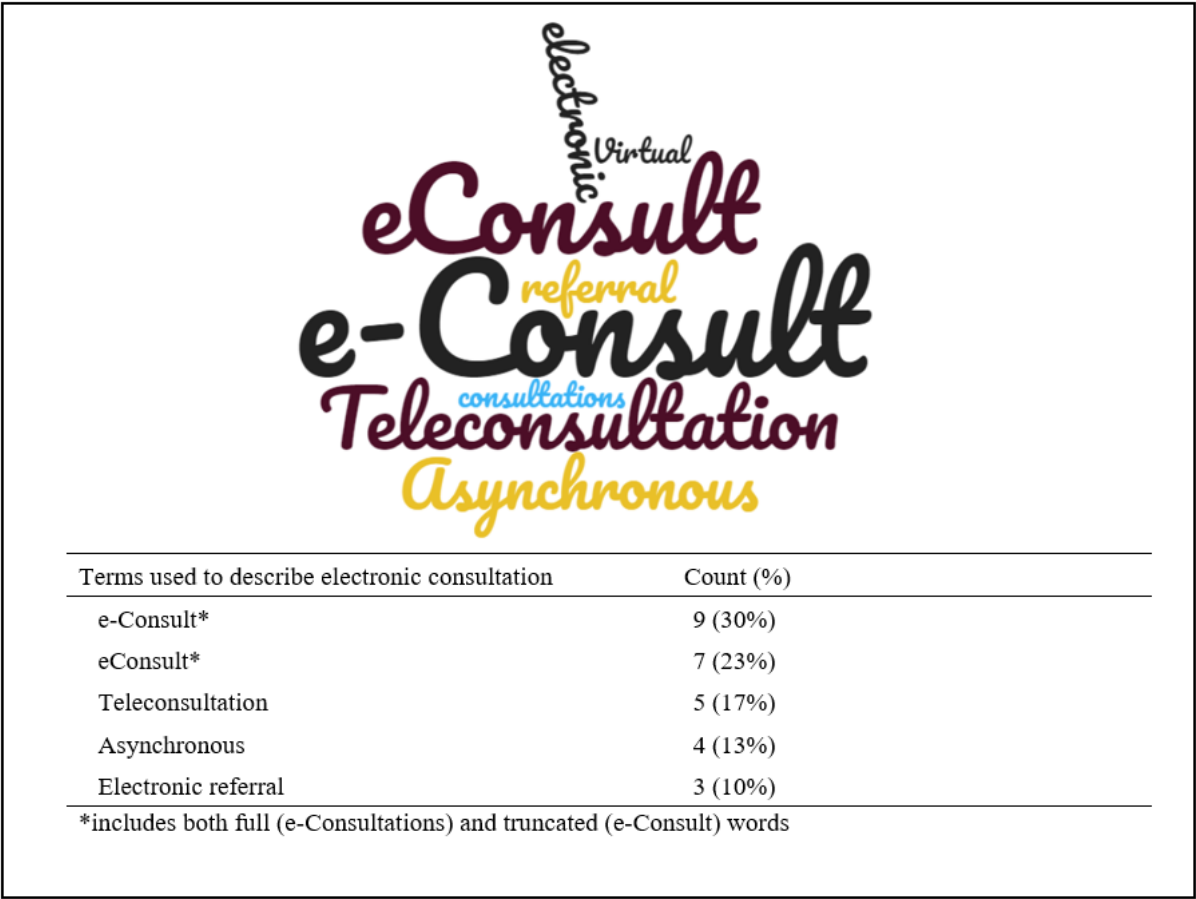 electronic
Virtual
eConsult
referral
e-Consult
consultations
Teleconsultation
Asynchronous
Terms used to describe electronic consultation Count (%)
e-Consult* 9 (30%)
eConsult* 7 (23%)
Teleconsultation 5 (17%)
Asynchronous 4 (13%)
Electronic referral 3 (10%)
*includes both full (e-Consultations) and truncated (e-Consult) words